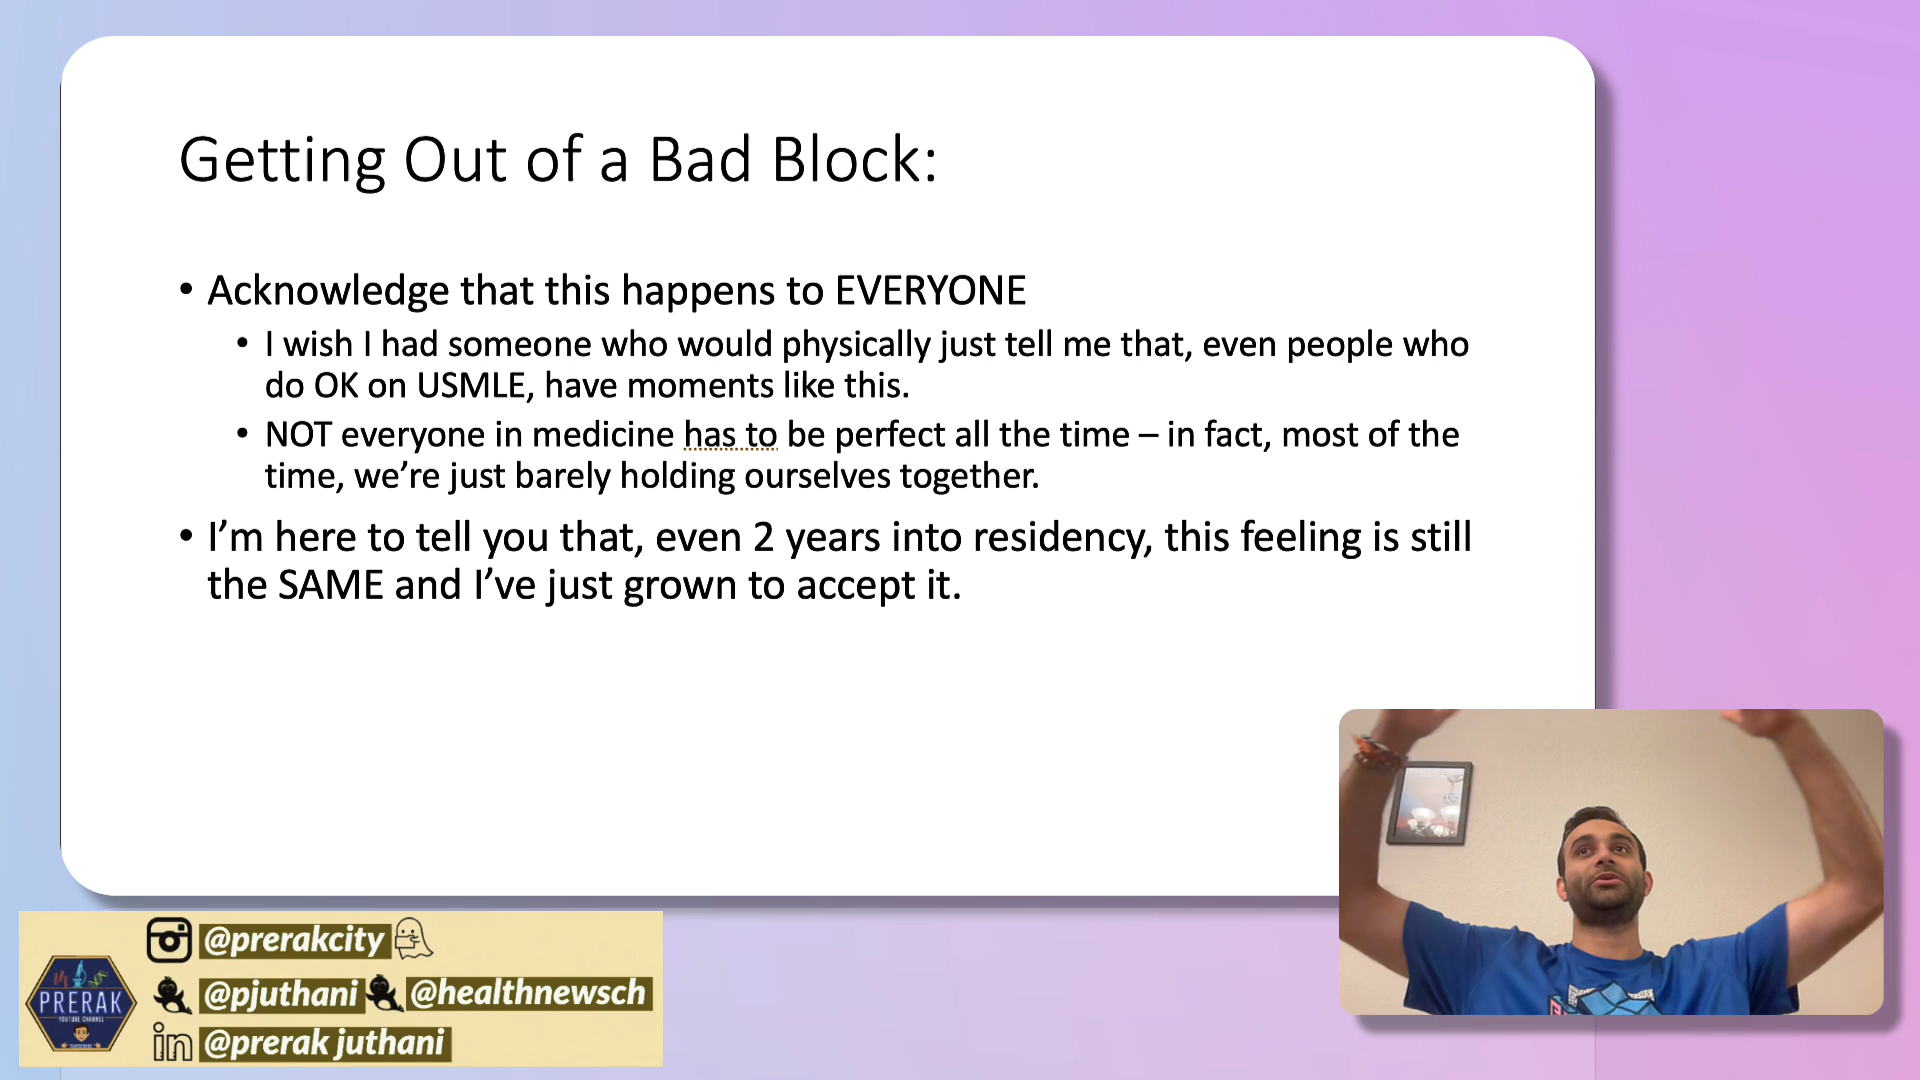 Getting Out of a Bad Block:
• Acknowledge that this happens to EVERYONE
• I wish I had someone who would physically just tell me that, even people who
do OK on USMLE, have moments like this.
• NOT everyone in medicine has to be perfect all the time – in fact, most of the
time, we’re just barely holding ourselves together.
• I’m here to tell you that, even 2 years into residency, this feeling is still
the SAME and I’ve just grown to accept it.
@prerakcity
@pjuthani @healthnewsch
in @prerak juthani
PRERAK
YOUTUBE CHANNEL
SUBSCRIBE